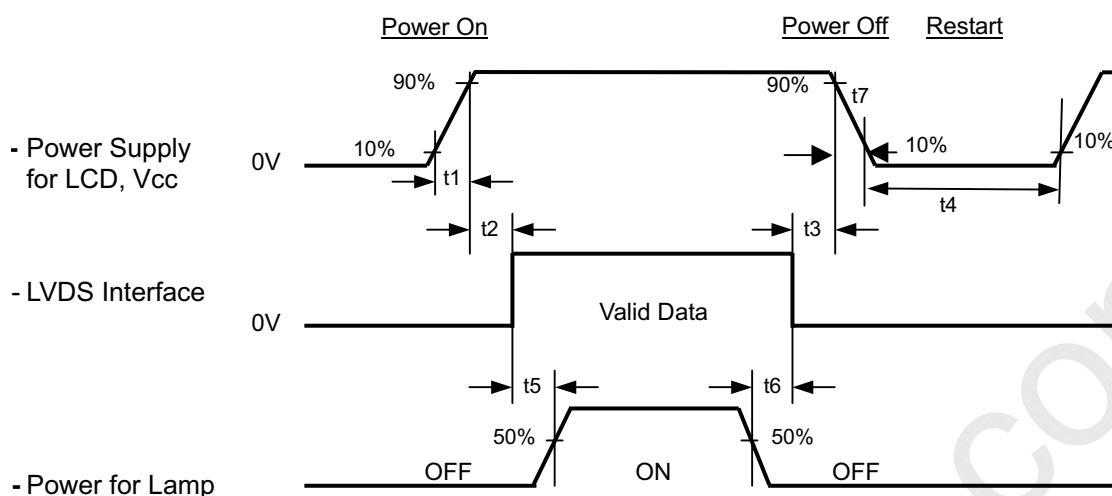 Power On Power Off Restart
90% 90% t7
- Power Supply for LCD, Vcc
0V 10% 10% 10%
t1 t4
t2 t3
- LVDS Interface
0V Valid Data
t5 t6
50% 50%
- Power for Lamp
OFF ON OFF
com